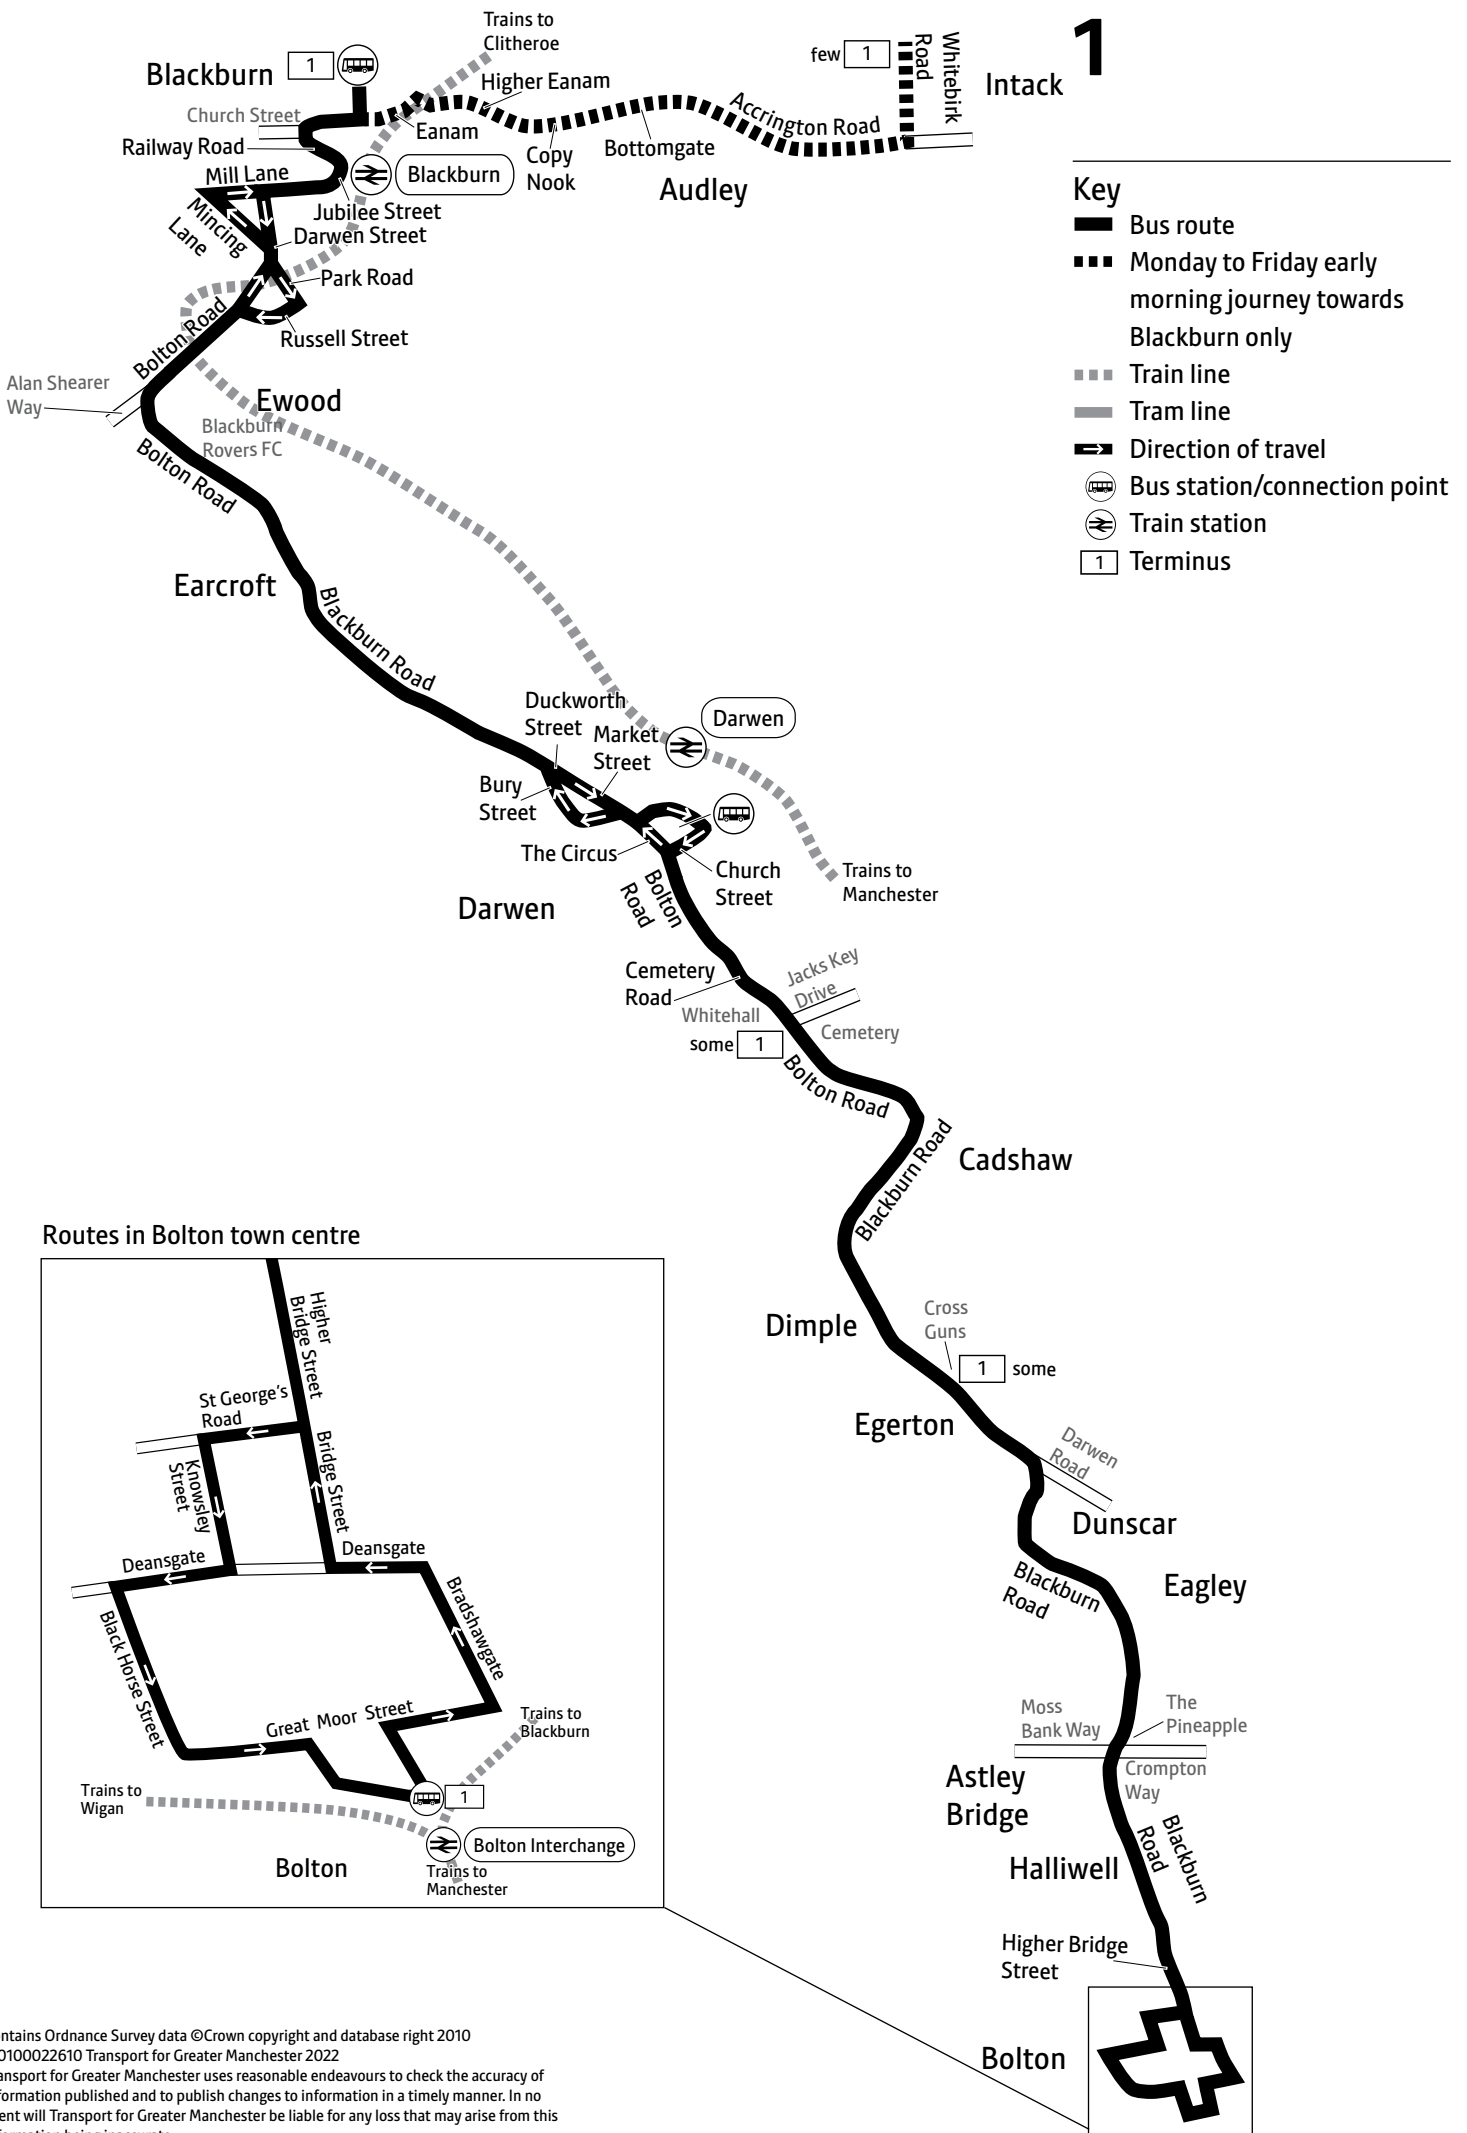 1
Trains to
Clitheroe
Blackburn
1
few
1
Whitebirk
Road
Intack
Higher Eanam
Church Street
Eanam
Accrington Road
Railway Road
Copy
Nook
Bottomgate
Blackburn
Audley
Mill Lane
Jubilee Street
Mincing
Lane
Darwen Street
Park Road
Bolton Road
Russell Street
Alan Shearer
Way
Ewood
Blackburn
Rovers FC
Bolton Road
Earcroft
Blackburn Road
Key
Bus route
Monday to Friday early
morning journey towards
Blackburn only
Train line
Tram line
Direction of travel
Bus station/connection point
Train station
1
Terminus
Duckworth
Street
Market
Street
Darwen
Bury
Street
The Circus
Church
Street
Trains to
Manchester
Bolton
Road
Darwen
Cemetery
Road
Jacks Key
Drive
Whitehall
Cemetery
some
1
Bolton Road
Cadshaw
Blackburn Road
Dimple
Cross
Guns
1
some
Egerton
Darwen
Road
Dunscar
Blackburn
Road
Eagley
Moss
Bank Way
The
Pineapple
Astley
Bridge
Crompton
Way
Blackburn
Road
Halliwell
Higher Bridge
Street
Bolton
Routes in Bolton town centre
Higher
Bridge Street
St George's
Road
Knowsley
Street
Bridge Street
Deansgate
Deansgate
Bradshawgate
Black Horse Street
Great Moor Street
Trains to
Blackburn
Trains to
Wigan
1
Bolton Interchange
Bolton
Trains to
Manchester
ntains Ordnance Survey data ©Crown copyright and database right 2010
0100022610 Transport for Greater Manchester 2022
ansport for Greater Manchester uses reasonable endeavours to check the accuracy of
formation published and to publish changes to information in a timely manner. In no
ent will Transport for Greater Manchester be liable for any loss that may arise from this